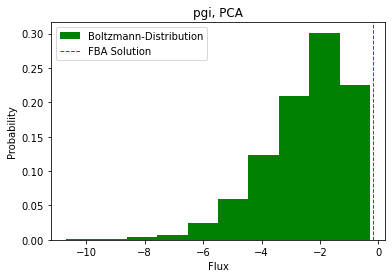 pgi, PCA
Boltzmann-Distribution
FBA Solution
Probability
0.30
0.25
0.20
0.15
0.10
0.05
0.00
−10
−8
−6
−4
−2
0
Flux